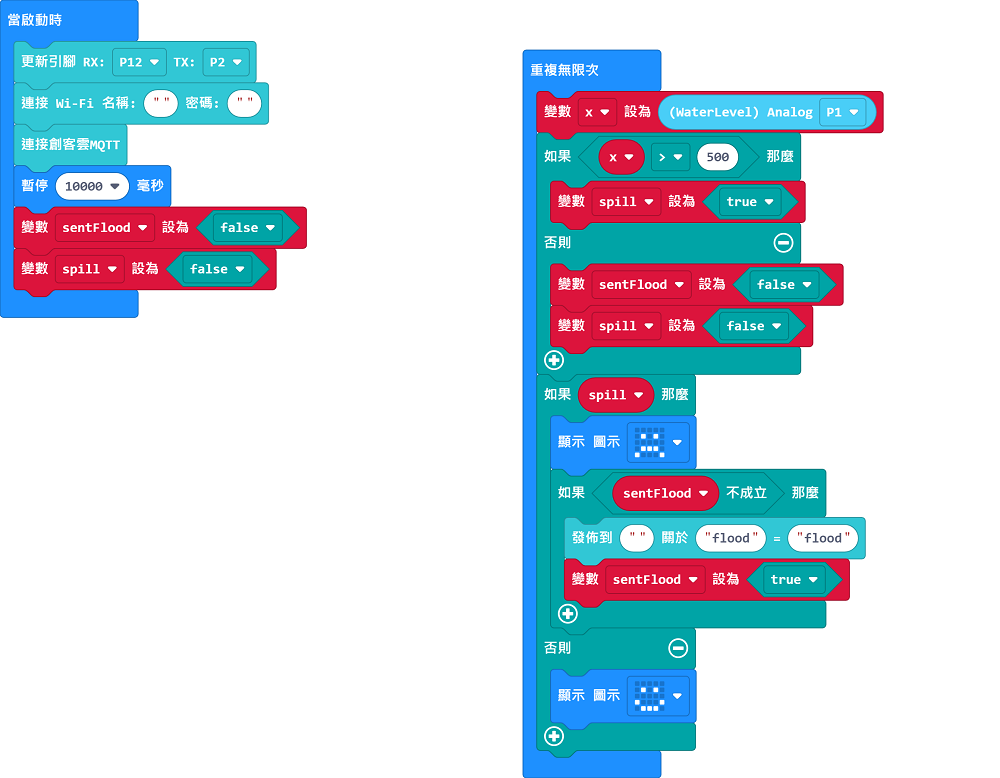 當啟動時
更新引腳 RX: P12 TX: P2
連接 Wi-Fi 名稱: " " 密碼: " "
連接創客雲MQTT
暫停 10000 毫秒
變數 sentFlood 設為 false
變數 spill 設為 false
重複無限次
變數 x 設為 (WaterLevel) Analog P1
如果 x > 500 那麼
變數 spill 設為 true
否則
變數 sentFlood 設為 false
變數 spill 設為 false
如果 spill 那麼
顯示 圖示
如果 sentFlood 不成立 那麼
發佈到 " " 關於 "flood" = "flood"
變數 sentFlood 設為 true
否則
顯示 圖示